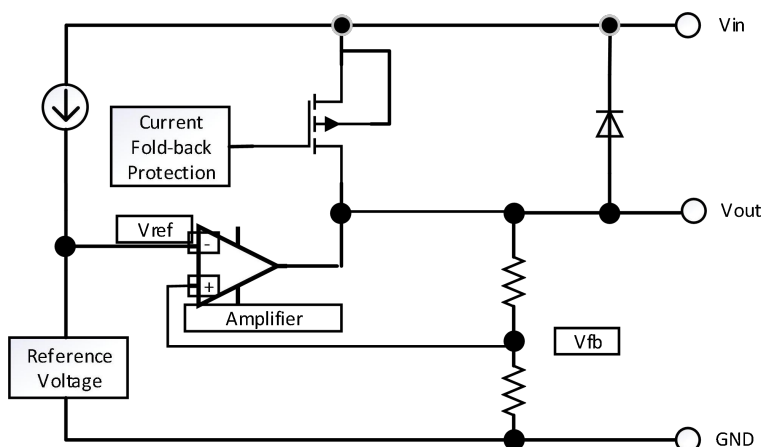 Vin
Current
Fold-back
Protection
Vout
Vref
-
+
Amplifier
Vfb
Reference
Voltage
GND